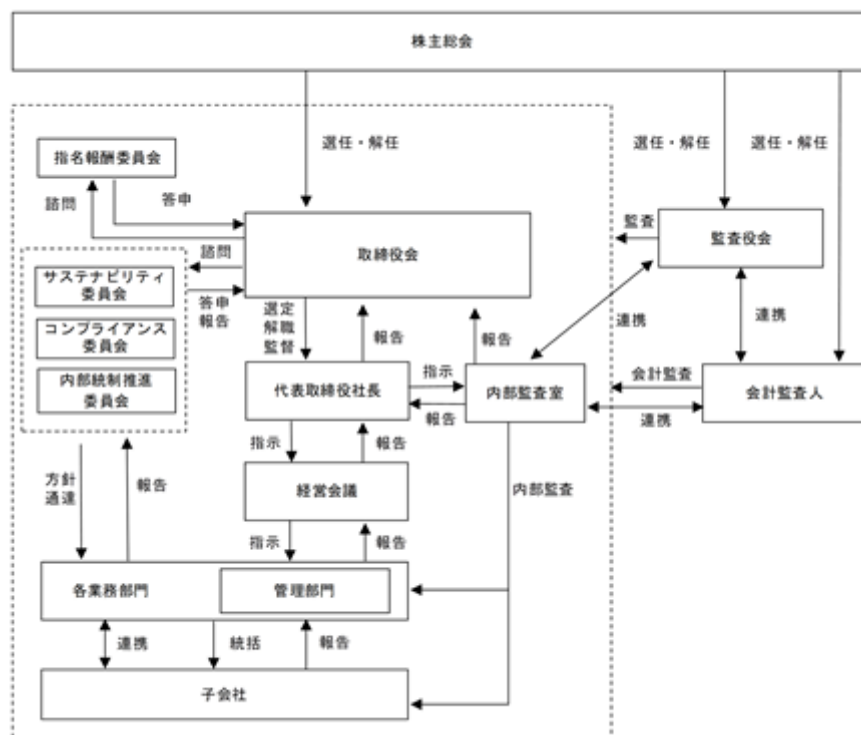 株主総会
選任・解任
選任・解任
選任・解任
指名報酬委員会
諮問
答申
取締役会
監査
監査役会
諮問
サステナビリティ
委員会
答申
報告
コンプライアンス
委員会
内部統制推進
委員会
選定
解職
監督
報告
報告
連携
連携
代表取締役社長
指示
報告
内部監査室
会計監査
連携
会計監査人
指示
報告
方針
通達
報告
経営会議
内部監査
指示
報告
各業務部門
管理部門
連携
統括
報告
子会社